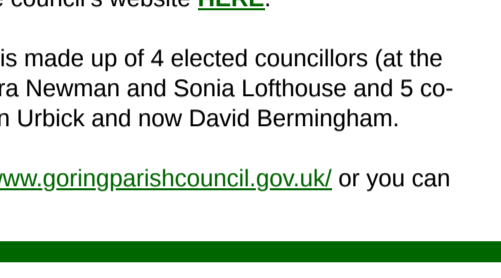 council's website HERE.
is made up of 4 elected councillors (at the
ra Newman and Sonia Lofthouse and 5 co-
n Urbick and now David Bermingham.
www.goringparishcouncil.gov.uk/ or you can